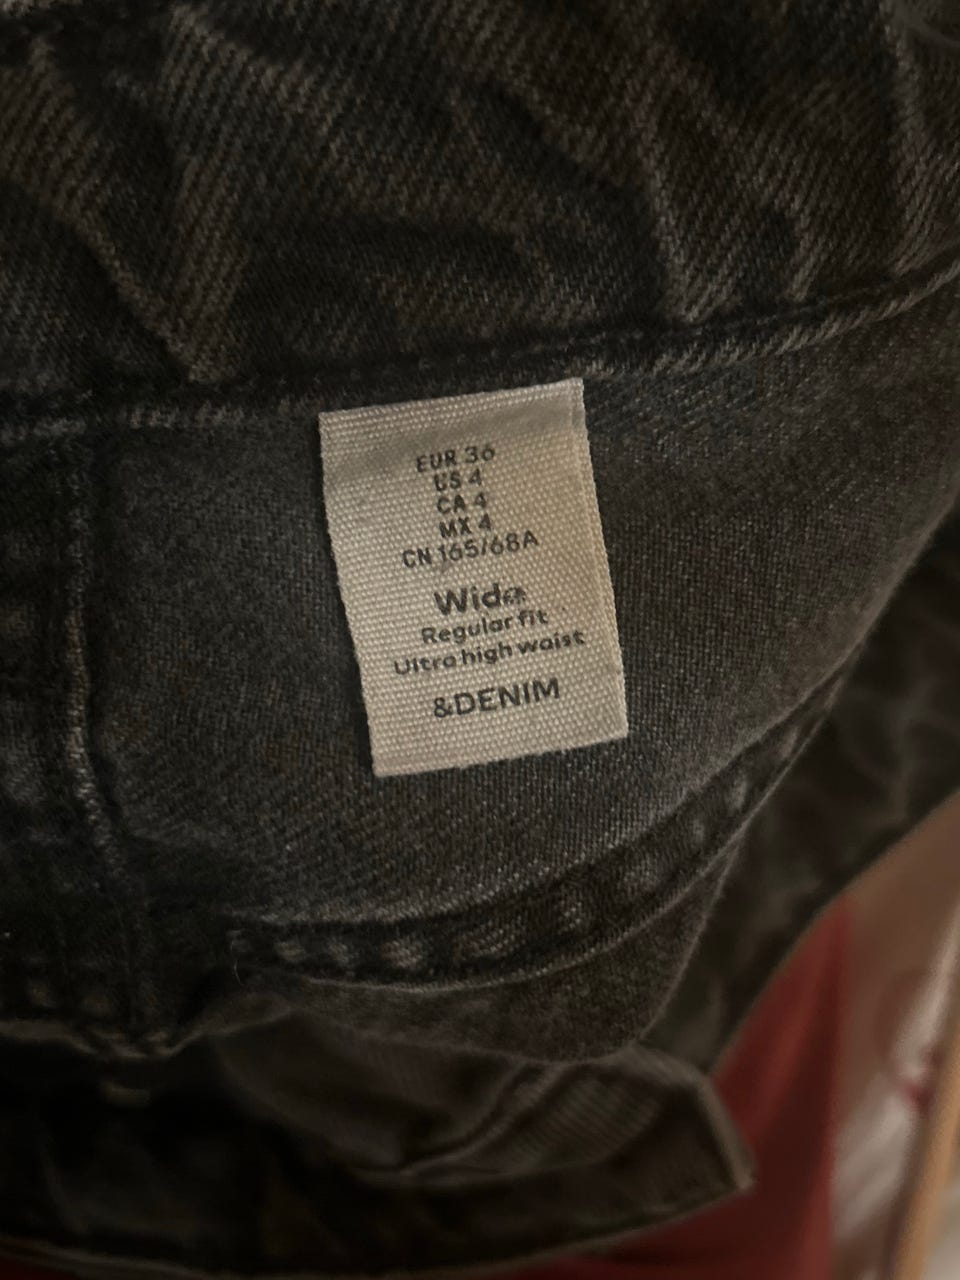 EUR 36
US 4
CA 4
MX 4
CN 165/68A
Wide
Regular fit
Ultra high waist
&DENIM